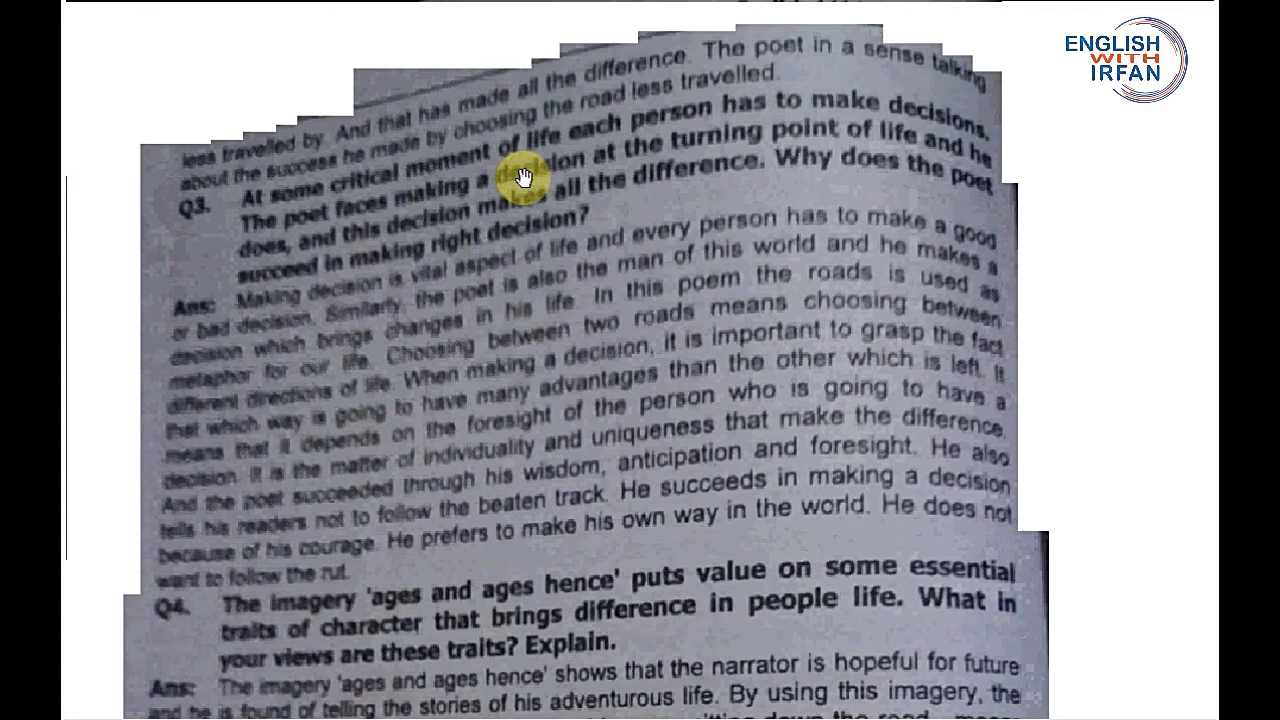 ENGLISH
WITH
IRFAN
less travelled by. And that has made all the difference. The poet in a sense talking
about the success he made by choosing the road less travelled.
Q3. At some critical moment of life each person has to make decisions.
The poet faces making a decision at the turning point of life and he
does, and this decision makes all the difference. Why does the poet
succeed in making right decision?
Ans: Making decision is vital aspect of life and every person has to make a good
or bad decision. Similarly, the poet is also the man of this world and he makes a
decision which brings changes in his life. In this poem the roads is used as
metaphor for our life. Choosing between two roads means choosing between
different directions of life. When making a decision, it is important to grasp the fact
that which way is going to have many advantages than the other which is left. It
means that it depends on the foresight of the person who is going to have a
decision. It is the matter of individuality and uniqueness that make the difference.
And the poet succeeded through his wisdom, anticipation and foresight. He also
tells his readers not to follow the beaten track. He succeeds in making a decision
because of his courage. He prefers to make his own way in the world. He does not
want to follow the rut.
Q4. The imagery 'ages and ages hence' puts value on some essential
traits of character that brings difference in people life. What in
your views are these traits? Explain.
Ans: The imagery 'ages and ages hence' shows that the narrator is hopeful for future
and he is found of telling the stories of his adventurous life. By using this imagery, the